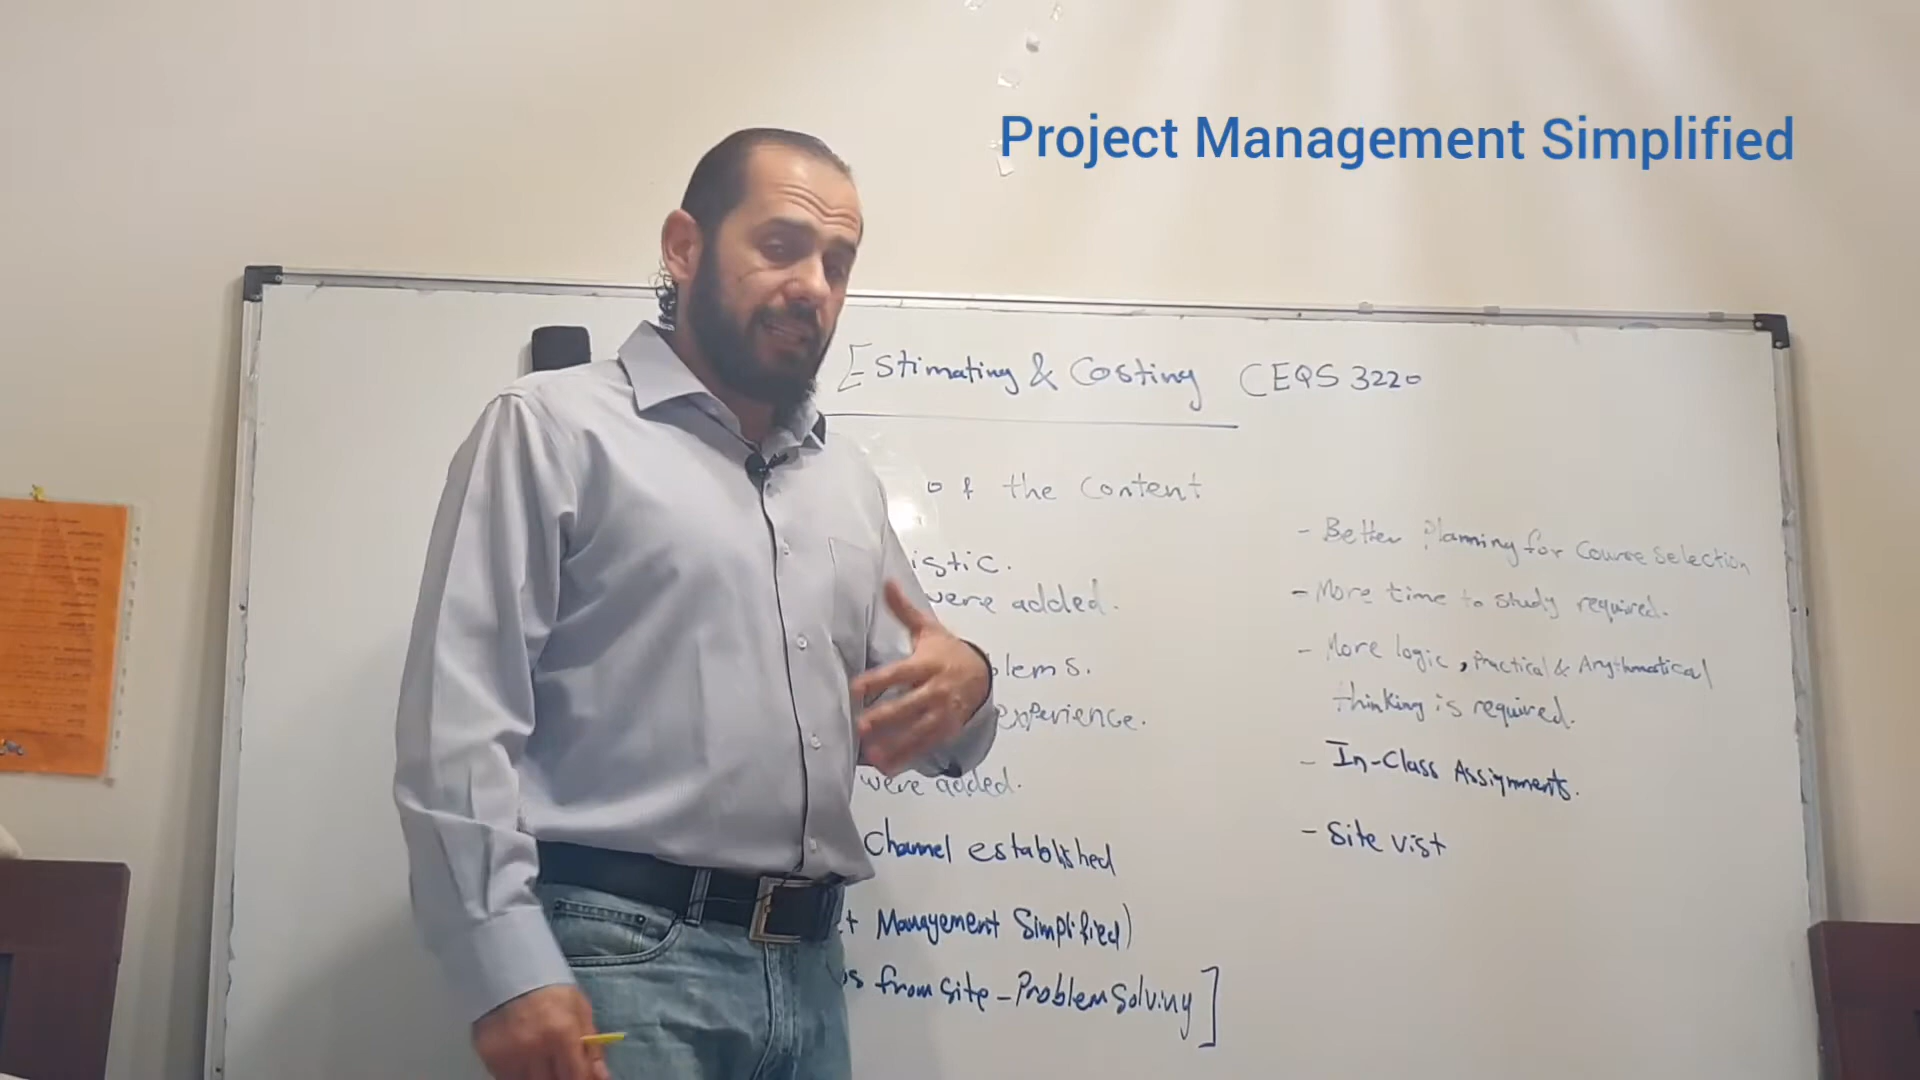 Project Management Simplified
Estimating & Costing CEQS 3220
of the Content
istic.
were added.
blems.
experience.
were added.
Channel established
t Management Simplified)
os from site - Problem Solving]
- Better Planning for Course Selection
- More time to study required.
- More logic, Practical & Arythmatical
thinking is required.
- In-Class Assignments.
- Site vist